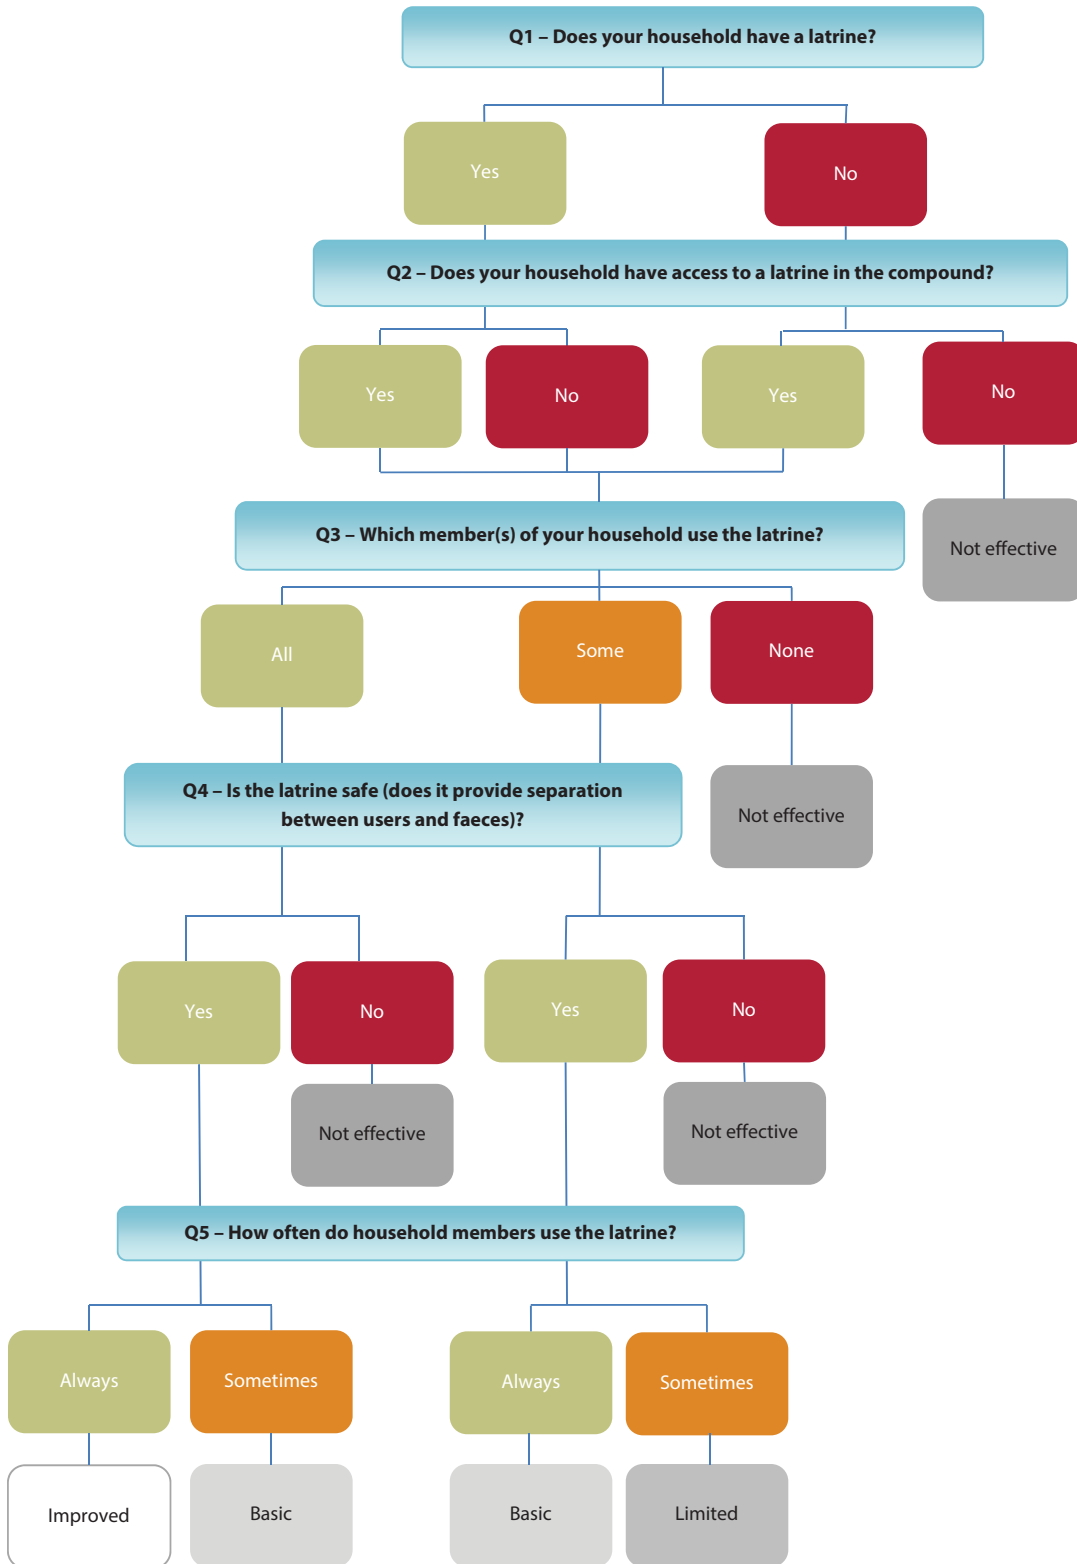 Q1 – Does your household have a latrine?
Yes
No
Q2 – Does your household have access to a latrine in the compound?
Yes
No
Yes
No
Q3 – Which member(s) of your household use the latrine?
Not effective
All
Some
None
Q4 – Is the latrine safe (does it provide separation
between users and faeces)?
Not effective
Yes
No
Yes
No
Not effective
Not effective
Q5 – How often do household members use the latrine?
Always
Sometimes
Always
Sometimes
Improved
Basic
Basic
Limited